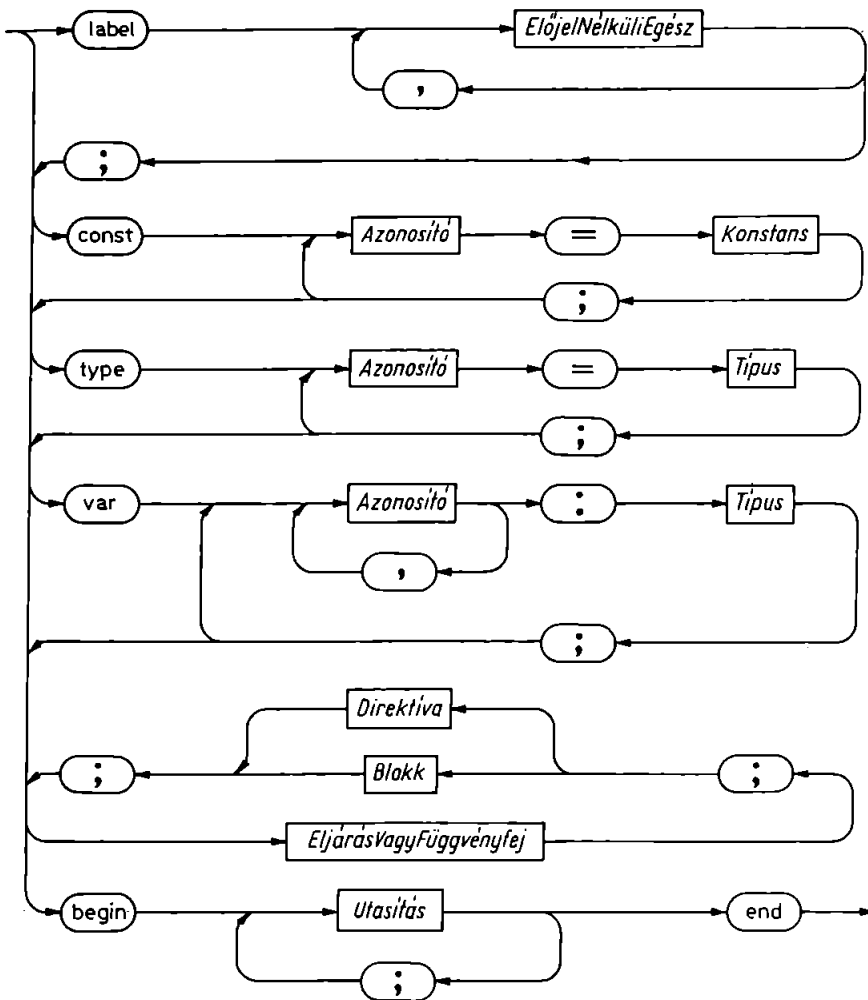 label ElőjelNélküliEgész
,
;
const Azonosító = Konstans
;
type Azonosító = Típus
;
var Azonosító : Típus
,
;
Direktíva
; Blokk ;
EljárásVagyFüggvényfej
begin Utasítás end
;